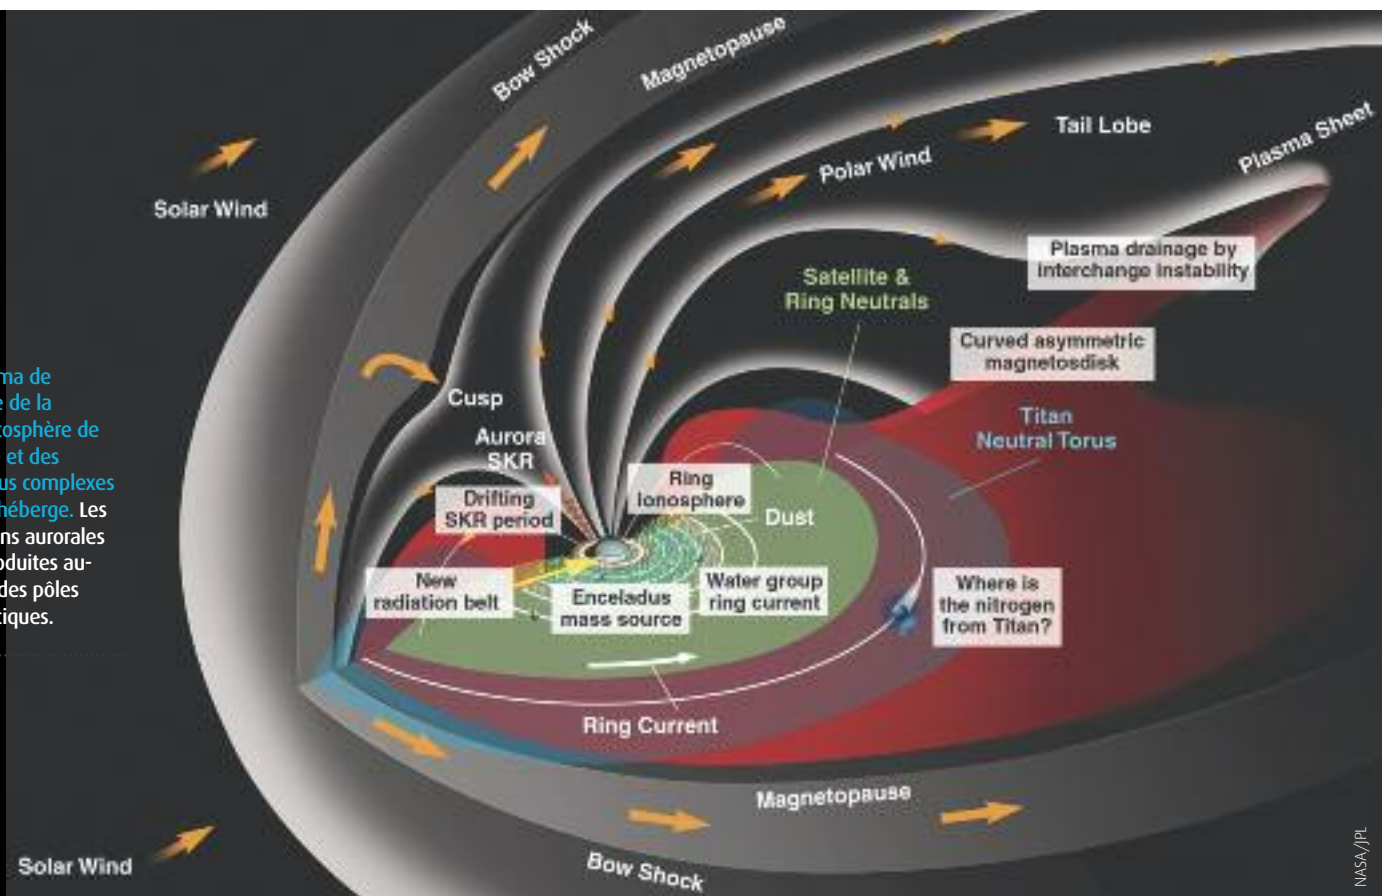 Bow Shock
Magnetopause
Solar Wind
Tail Lobe
Polar Wind
Plasma Sheet
Plasma drainage by
interchange instability
Satellite &
Ring Neutrals
Curved asymmetric
magnetosdisk
Titan
Neutral Torus
Cusp
Aurora
SKR
Drifting
SKR period
Ring
ionosphere
Dust
New
radiation belt
Enceladus
mass source
Water group
ring current
Where is
the nitrogen
from Titan?
Ring Current
Magnetopause
Bow Shock
Solar Wind
ma de
e de la
osphère de
et des
us complexes
héberge. Les
ns aurorales
oduites au-
des pôles
tiques.
NASA/JPL